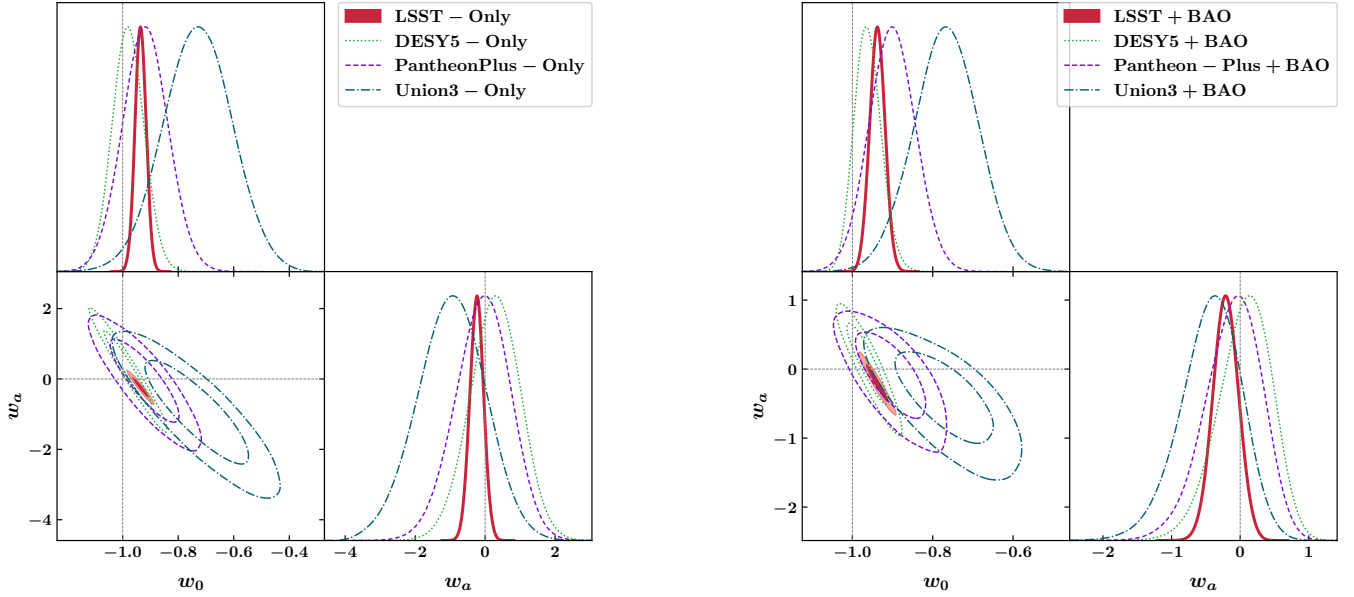 LSST − Only
DESY5 − Only
PantheonPlus − Only
Union3 − Only
2
0
−2
−4
w_a
−1.0
−0.8
−0.6
−0.4
w_0
−4
−2
0
2
w_a
LSST + BAO
DESY5 + BAO
Pantheon − Plus + BAO
Union3 + BAO
1
0
−1
−2
w_a
−1.0
−0.8
−0.6
w_0
−2
−1
0
1
w_a